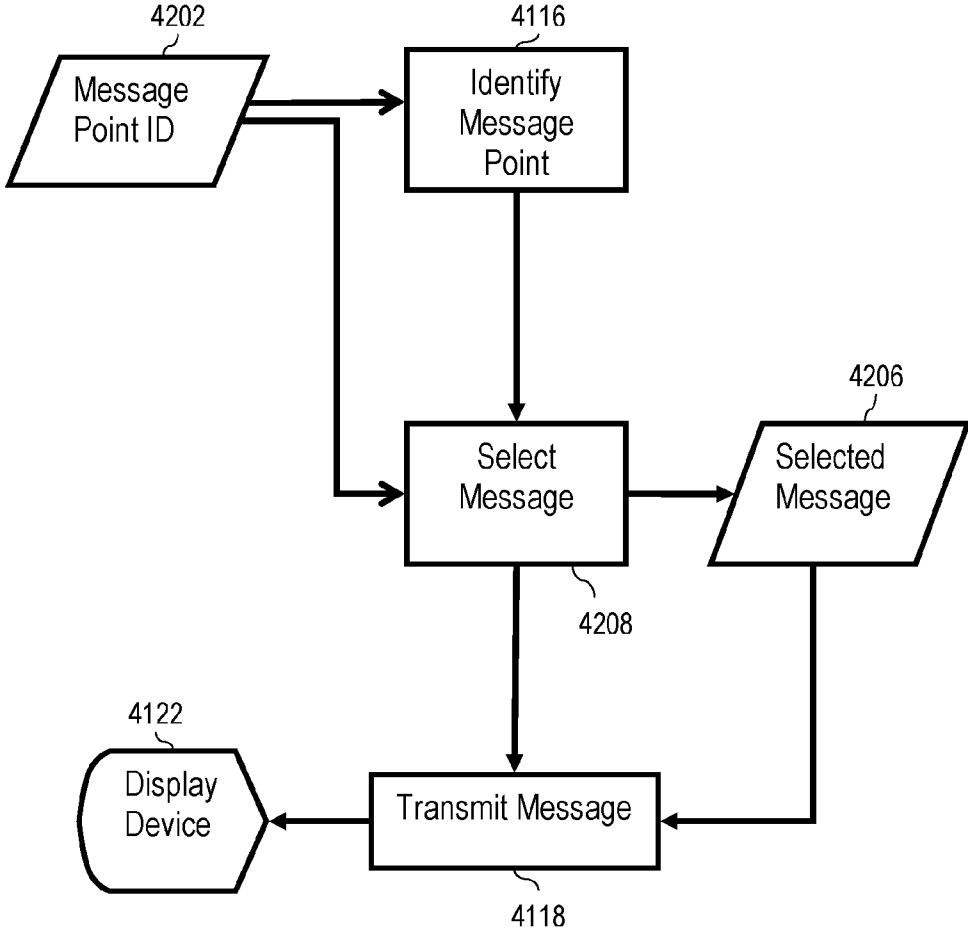 4202
4116
Message
Point ID
Identify
Message
Point
4206
Select
Message
Selected
Message
4208
4122
Display
Device
Transmit Message
4118